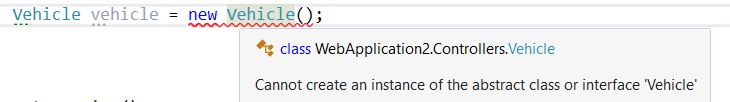 Vehicle vehicle = new Vehicle();
class WebApplication2.Controllers.Vehicle
Cannot create an instance of the abstract class or interface 'Vehicle'